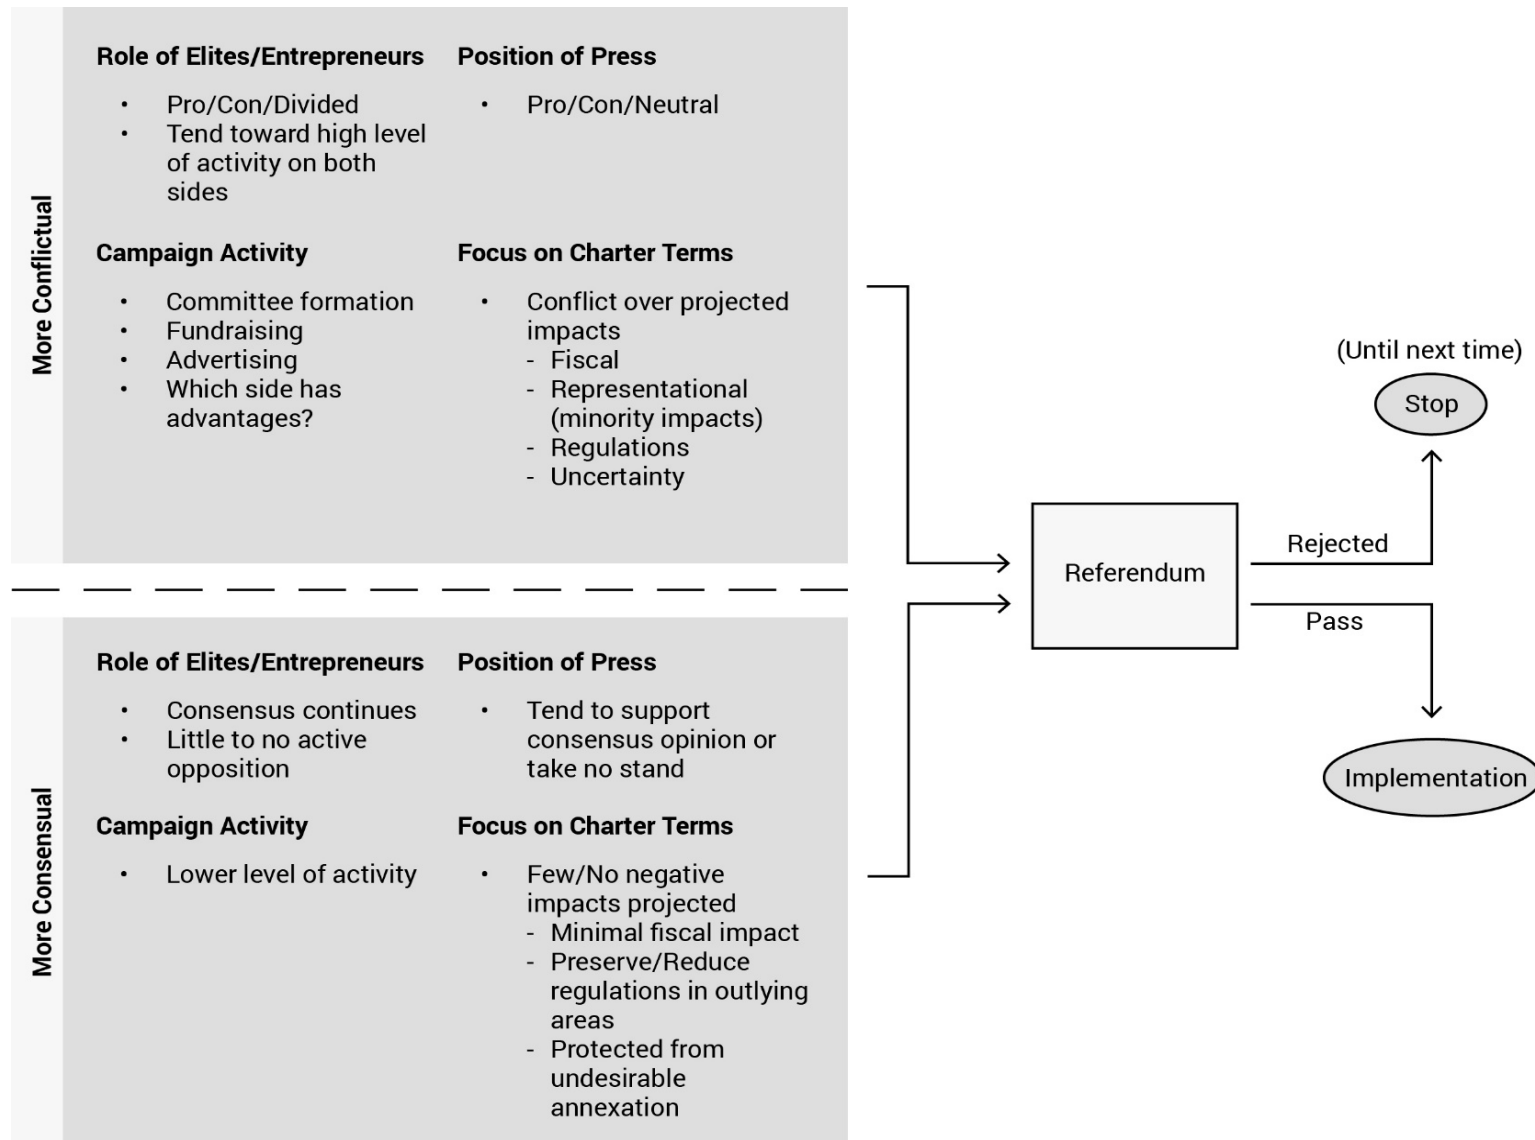 More Conflictual
Role of Elites/Entrepreneurs
• Pro/Con/Divided
• Tend toward high level
of activity on both
sides
Position of Press
• Pro/Con/Neutral
Campaign Activity
• Committee formation
• Fundraising
• Advertising
• Which side has
advantages?
Focus on Charter Terms
• Conflict over projected
impacts
- Fiscal
- Representational
(minority impacts)
- Regulations
- Uncertainty
More Consensual
Role of Elites/Entrepreneurs
• Consensus continues
• Little to no active
opposition
Position of Press
• Tend to support
consensus opinion or
take no stand
Campaign Activity
• Lower level of activity
Focus on Charter Terms
• Few/No negative
impacts projected
- Minimal fiscal impact
- Preserve/Reduce
regulations in outlying
areas
- Protected from
undesirable
annexation
Referendum
Rejected
(Until next time)
Stop
Pass
Implementation